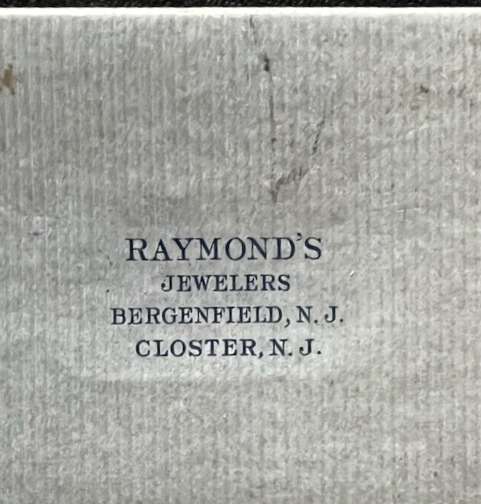 RAYMOND'S
JEWELERS
BERGENFIELD, N. J.
CLOSTER, N. J.